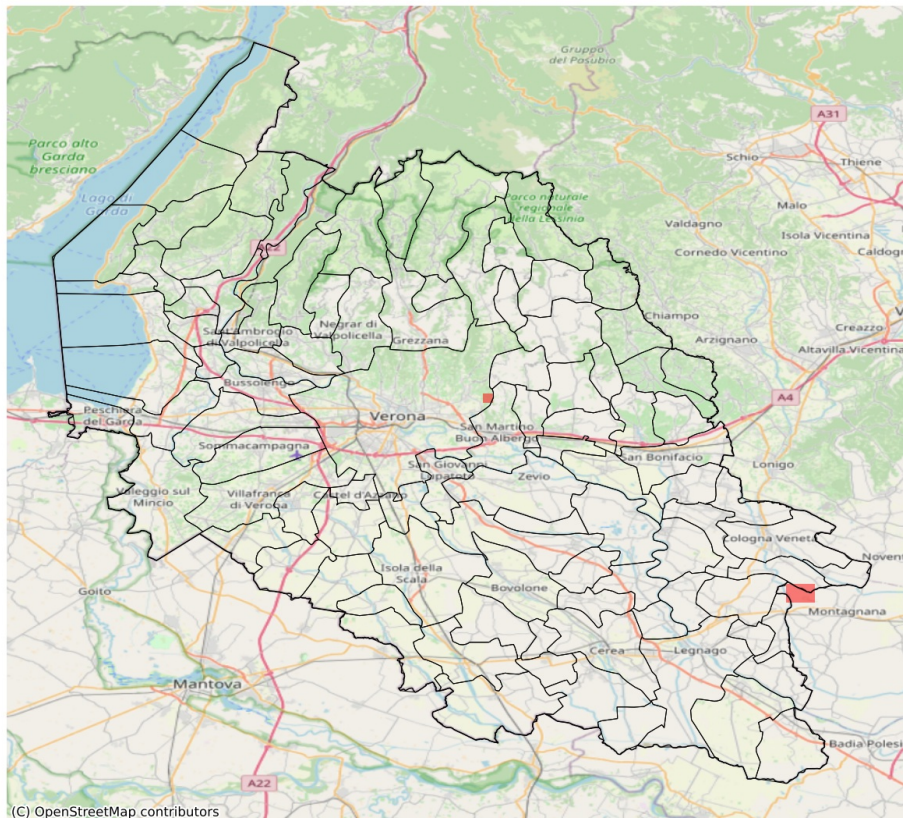 Gruppo
del Pasubio
A31
Parco alto
Garda
bresciano
Schio
Thiene
Lago di
Garda
Parco naturale
regionale
della Lessinia
Malo
Valdagno
Isola Vicentina
A22
Cornedo Vicentino
Caldogno
Chiampo
Sant'Ambrogio
di Valpolicella
Negrar di
Valpolicella
Grezzana
Arzignano
Creazzo
Altavilla Vicentina
Bussolengo
A4
Peschiera
del Garda
Verona
San Martino
Buon Albergo
Sommacampagna
San Giovanni
Lupatoto
Zevio
San Bonifacio
Lonigo
Valeggio sul
Mincio
Villafranca
di Verona
Castel d'Azzano
Cologna Veneta
Novent
Isola della
Scala
Goito
Bovolone
Montagnana
Cerea
Legnago
Mantova
Badia Polesi
A22
(C) OpenStreetMap contributors